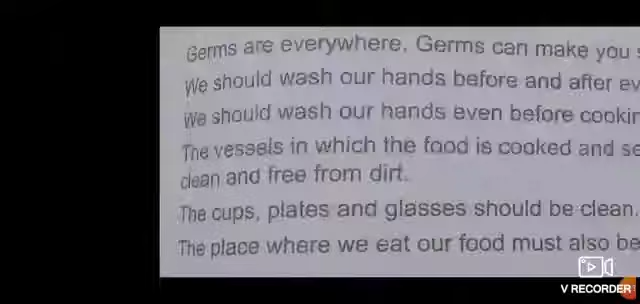 Germs are everywhere. Germs can make you
We should wash our hands before and after
We should wash our hands even before
The vessels in which the food is cooked and
clean and free from dirt.
The cups, plates and glasses should be clean.
The place where we eat our food must also be
V RECORDER